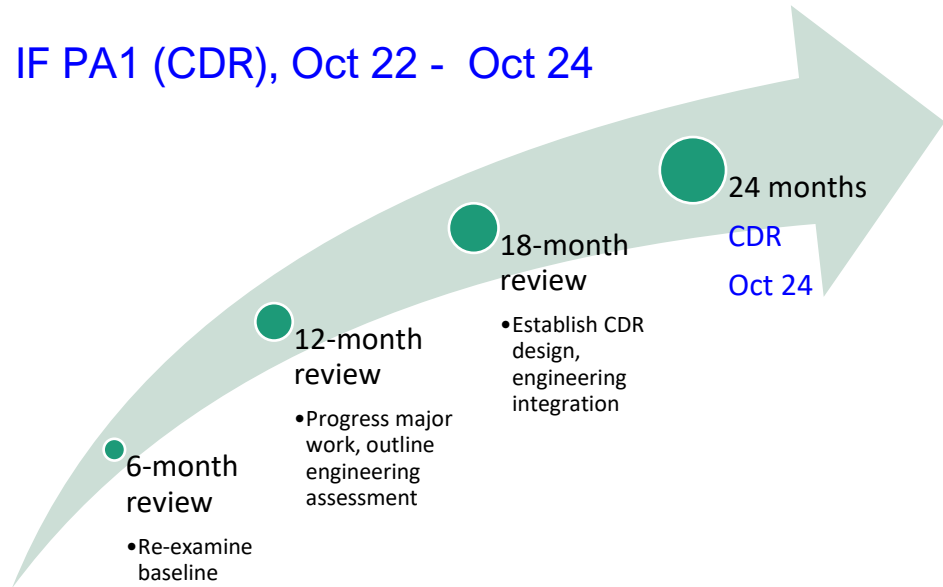 IF PA1 (CDR), Oct 22 - Oct 24
24 months
CDR
Oct 24
18-month
review
•Establish CDR
design,
engineering
integration
12-month
review
•Progress major
work, outline
engineering
assessment
6-month
review
•Re-examine
baseline